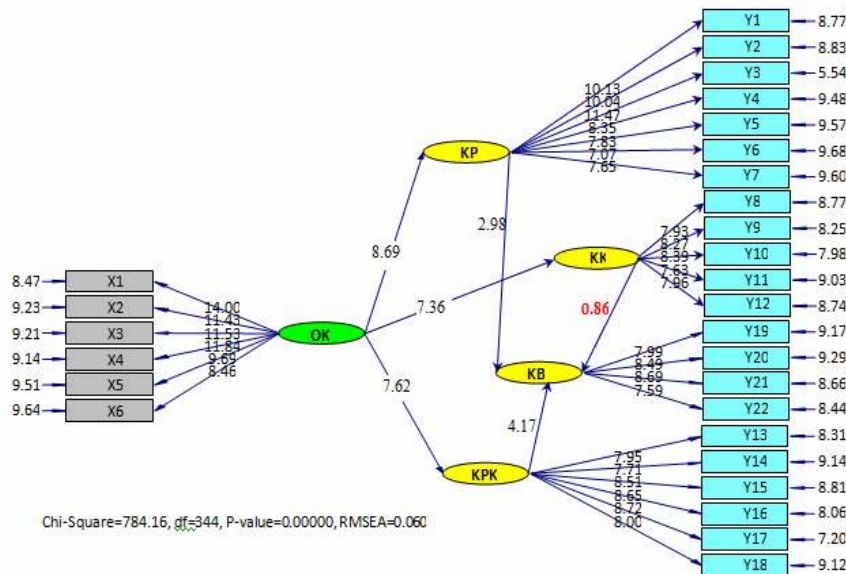 Y1 8.77
Y2 8.83
Y3 5.54
Y4 9.48
Y5 9.57
Y6 9.68
Y7 9.60
Y8 8.77
Y9 8.25
Y10 7.98
Y11 9.03
Y12 8.74
Y19 9.17
Y20 9.29
Y21 8.66
Y22 8.44
Y13 8.31
Y14 9.14
Y15 8.81
Y16 8.06
Y17 7.20
Y18 9.12
10.13
10.04
11.47
8.35
7.83
7.07
7.65
KP
2.98
8.69
KK
7.93
8.27
8.39
7.63
7.96
7.36
0.86
8.47 X1
9.23 X2
9.21 X3
9.14 X4
9.51 X5
9.64 X6
14.00
11.43
11.53
11.84
9.69
8.46
OK
KB
7.99
8.49
8.69
7.59
7.62
4.17
KPK
7.95
7.71
8.51
8.65
8.72
8.00
Chi-Square=784.16, df=344, P-value=0.00000, RMSEA=0.060